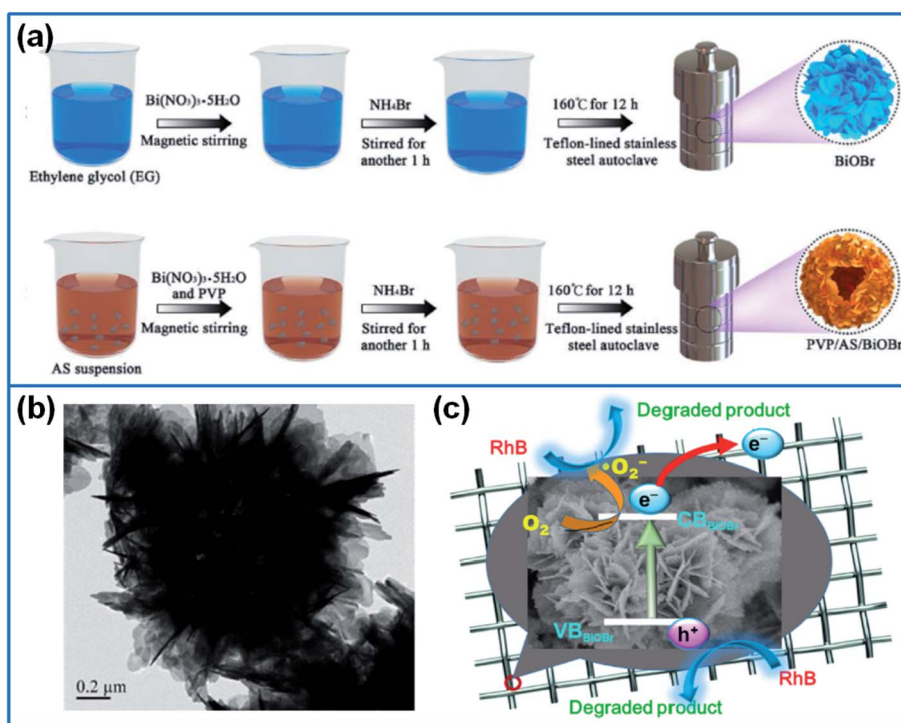 (a)
Bi(NO₃)₃•5H₂O
Magnetic stirring
NH₄Br
Stirred for
another 1 h
160℃ for 12 h
Teflon-lined stainless
steel autoclave
Ethylene glycol (EG)
BiOBr
Bi(NO₃)₃•5H₂O
and PVP
Magnetic stirring
NH₄Br
Stirred for
another 1 h
160℃ for 12 h
Teflon-lined stainless
steel autoclave
AS suspension
PVP/AS/BiOBr
(b)
0.2 μm
(c)
Degraded product
RhB
e⁻
•O₂⁻
e⁻
O₂
CB_BiOBr
VB_BiOBr
h⁺
RhB
Degraded product